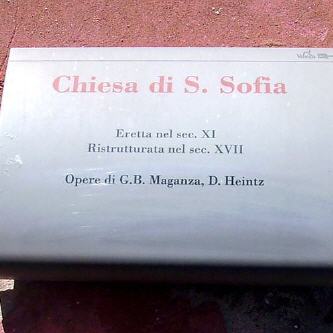 Chiesa di S. Sofia
Eretta nel sec. XI
Ristrutturata nel sec. XVII
Opere di G.B. Maganza, D. Heintz